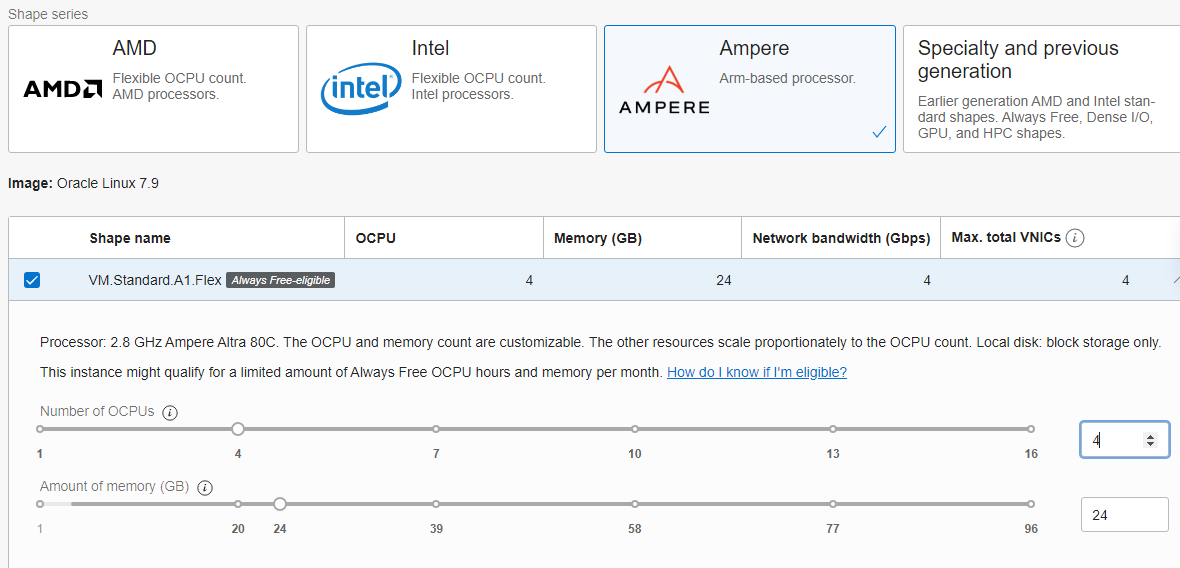 Shape series
AMD
AMD
Flexible OCPU count.
AMD processors.
Intel
intel
Flexible OCPU count.
Intel processors.
Ampere
AMPERE
Arm-based processor.
Specialty and previous
generation
Earlier generation AMD and Intel stan-
dard shapes. Always Free, Dense I/O,
GPU, and HPC shapes.
Image: Oracle Linux 7.9
Shape name OCPU Memory (GB) Network bandwidth (Gbps) Max. total VNICs i
VM.Standard.A1.Flex Always Free-eligible 4 24 4 4
Processor: 2.8 GHz Ampere Altra 80C. The OCPU and memory count are customizable. The other resources scale proportionately to the OCPU count. Local disk: block storage only.
This instance might qualify for a limited amount of Always Free OCPU hours and memory per month. How do I know if I'm eligible?
Number of OCPUs i
1 4 7 10 13 16
4
Amount of memory (GB) i
1 20 24 39 58 77 96
24